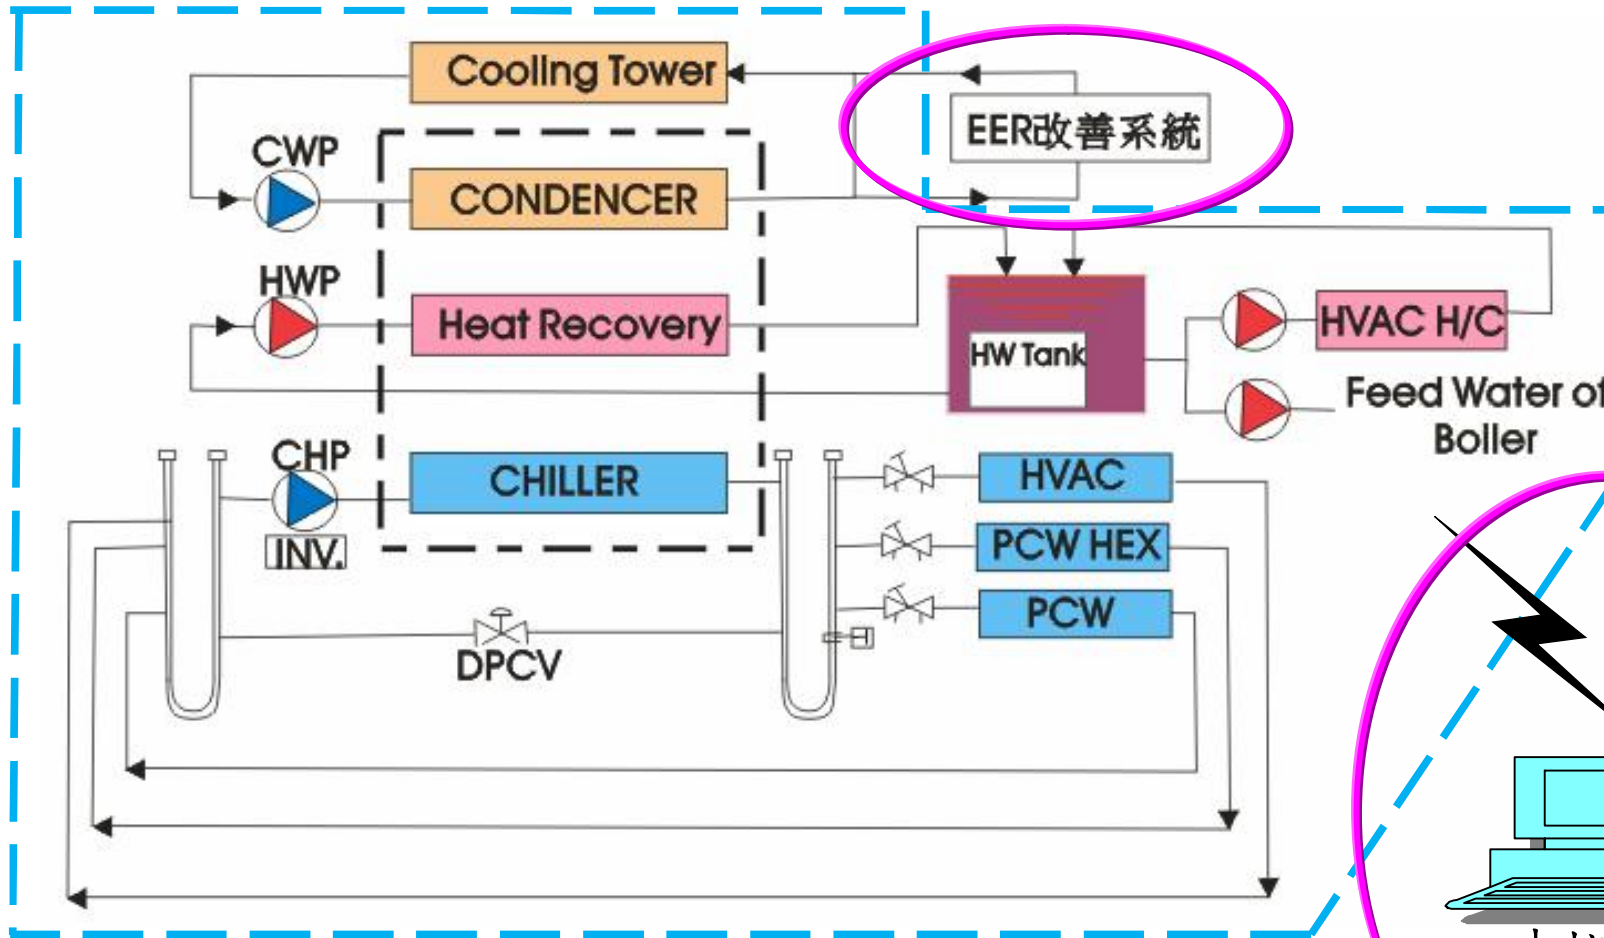 Cooling Tower
EER改善系統
CWP
CONDENCER
HWP
Heat Recovery
HW Tank
HVAC H/C
Feed Water of
Boiler
CHP
CHILLER
INV.
HVAC
PCW HEX
PCW
DPCV